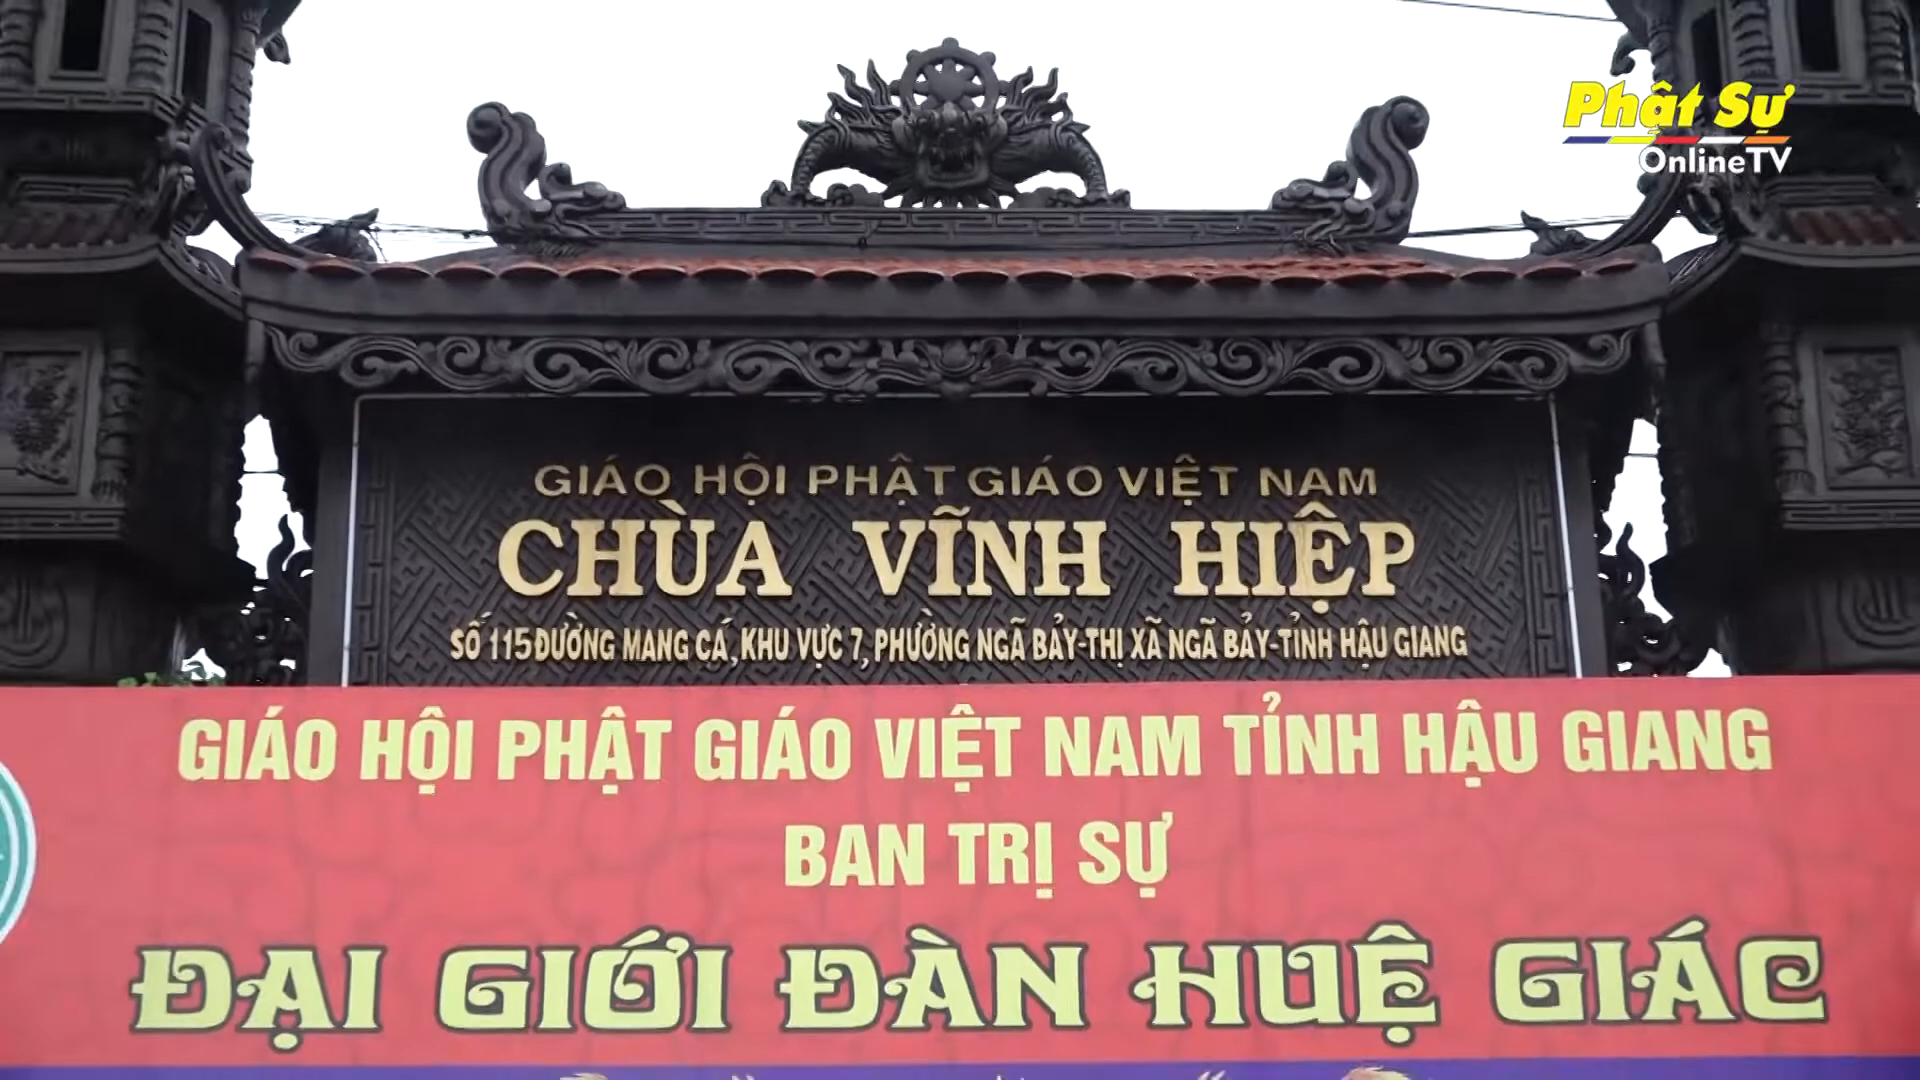 Phật Sự
OnlineTV
GIÁO HỘI PHẬT GIÁO VIỆT NAM
CHÙA VĨNH HIỆP
SỐ 115 ĐƯỜNG MANG CÁ, KHU VỰC 7, PHƯỜNG NGÃ BẢY-THỊ XÃ NGÃ BẢY-TỈNH HẬU GIANG
GIÁO HỘI PHẬT GIÁO VIỆT NAM TỈNH HẬU GIANG
BAN TRỊ SỰ
ĐẠI GIỚI ĐÀN HUỆ GIÁC